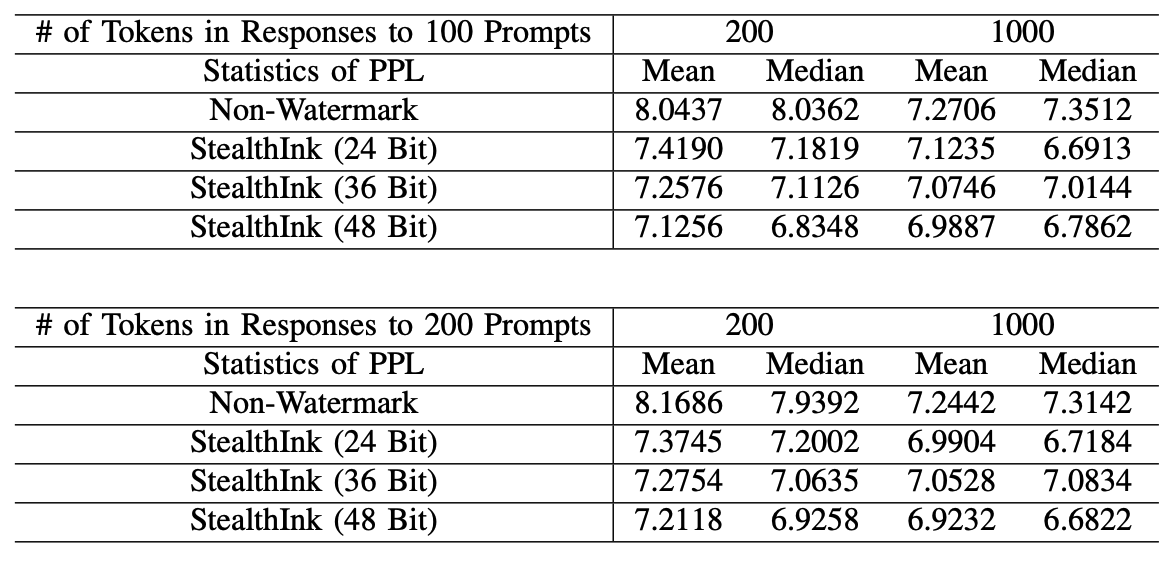 # of Tokens in Responses to 100 Prompts 200 1000
Statistics of PPL Mean Median Mean Median
Non-Watermark 8.0437 8.0362 7.2706 7.3512
StealthInk (24 Bit) 7.4190 7.1819 7.1235 6.6913
StealthInk (36 Bit) 7.2576 7.1126 7.0746 7.0144
StealthInk (48 Bit) 7.1256 6.8348 6.9887 6.7862
# of Tokens in Responses to 200 Prompts 200 1000
Statistics of PPL Mean Median Mean Median
Non-Watermark 8.1686 7.9392 7.2442 7.3142
StealthInk (24 Bit) 7.3745 7.2002 6.9904 6.7184
StealthInk (36 Bit) 7.2754 7.0635 7.0528 7.0834
StealthInk (48 Bit) 7.2118 6.9258 6.9232 6.6822